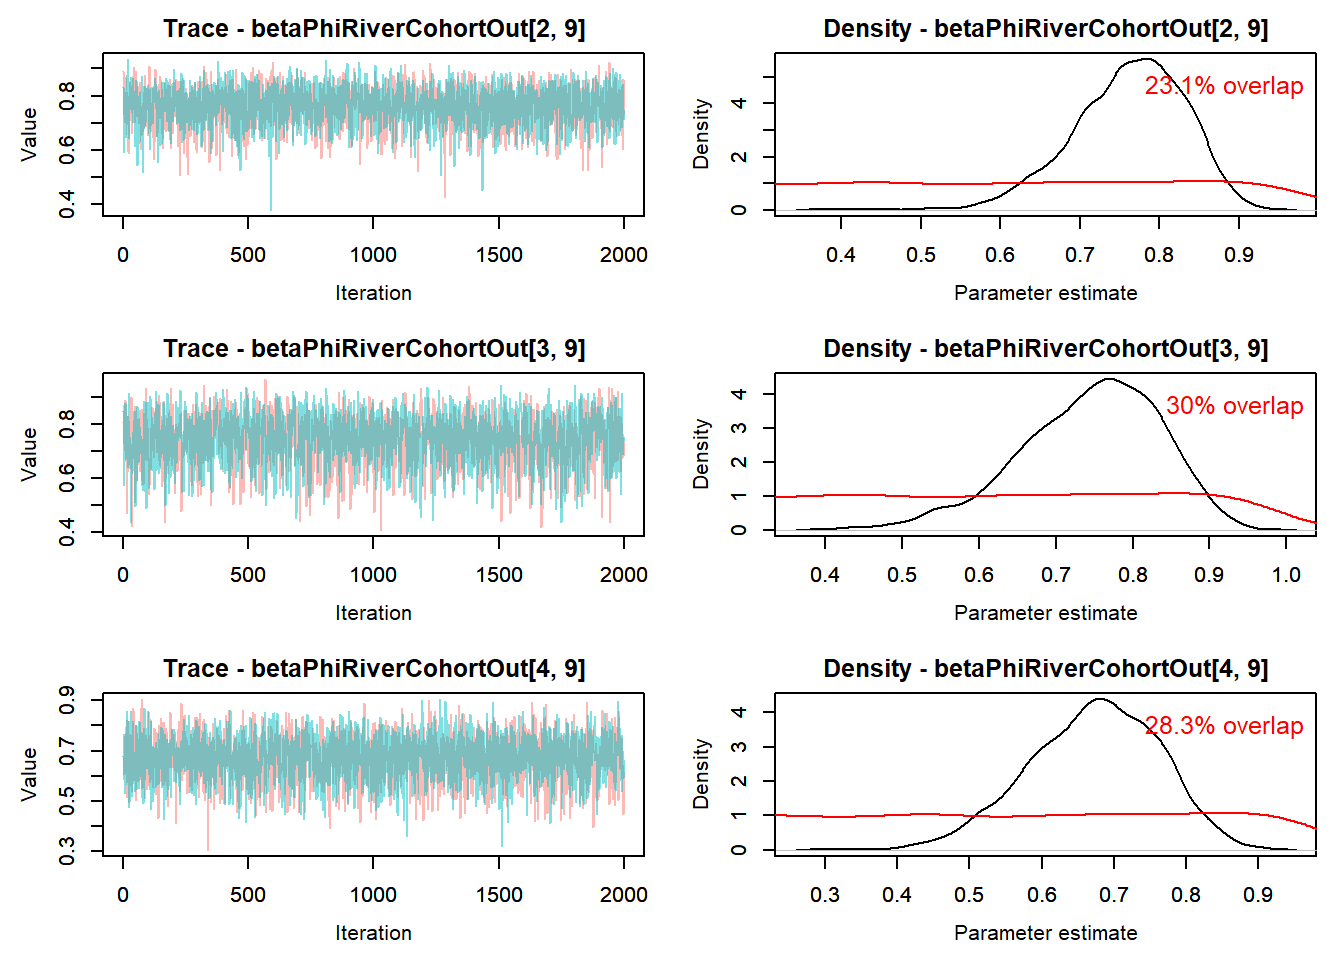 Trace - betaPhiRiverCohortOut[2, 9]
Value
0.4 0.6 0.8
0 500 1000 1500 2000
Iteration
Density - betaPhiRiverCohortOut[2, 9]
23.1% overlap
Density
0 2 4
0.4 0.5 0.6 0.7 0.8 0.9
Parameter estimate
Trace - betaPhiRiverCohortOut[3, 9]
Value
0.4 0.6 0.8
0 500 1000 1500 2000
Iteration
Density - betaPhiRiverCohortOut[3, 9]
30% overlap
Density
0 1 2 3 4
0.4 0.5 0.6 0.7 0.8 0.9 1.0
Parameter estimate
Trace - betaPhiRiverCohortOut[4, 9]
Value
0.3 0.5 0.7 0.9
0 500 1000 1500 2000
Iteration
Density - betaPhiRiverCohortOut[4, 9]
28.3% overlap
Density
0 1 2 3 4
0.3 0.4 0.5 0.6 0.7 0.8 0.9
Parameter estimate